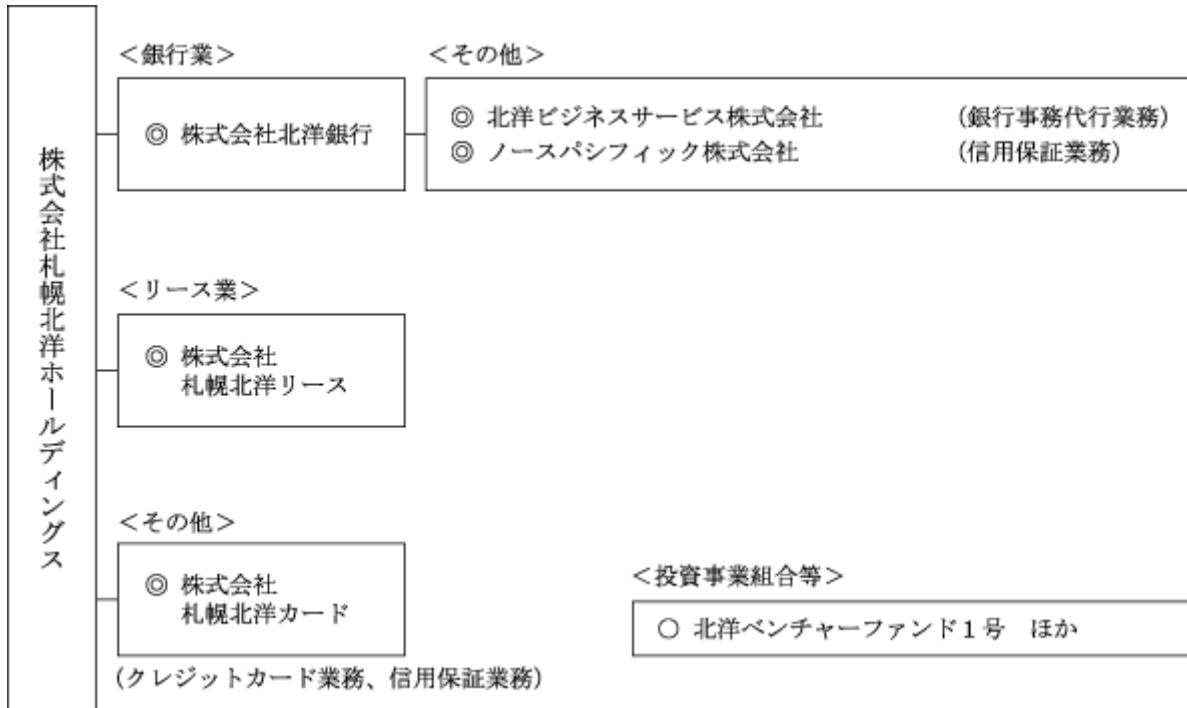 株式会社札幌北洋ホールディングス
＜銀行業＞
◎ 株式会社北洋銀行
＜その他＞
◎ 北洋ビジネスサービス株式会社 (銀行事務代行業務)
◎ ノースパシフィック株式会社 (信用保証業務)
＜リース業＞
◎ 株式会社
札幌北洋リース
＜その他＞
◎ 株式会社
札幌北洋カード
(クレジットカード業務、信用保証業務)
＜投資事業組合等＞
○ 北洋ベンチャーファンド１号　ほか